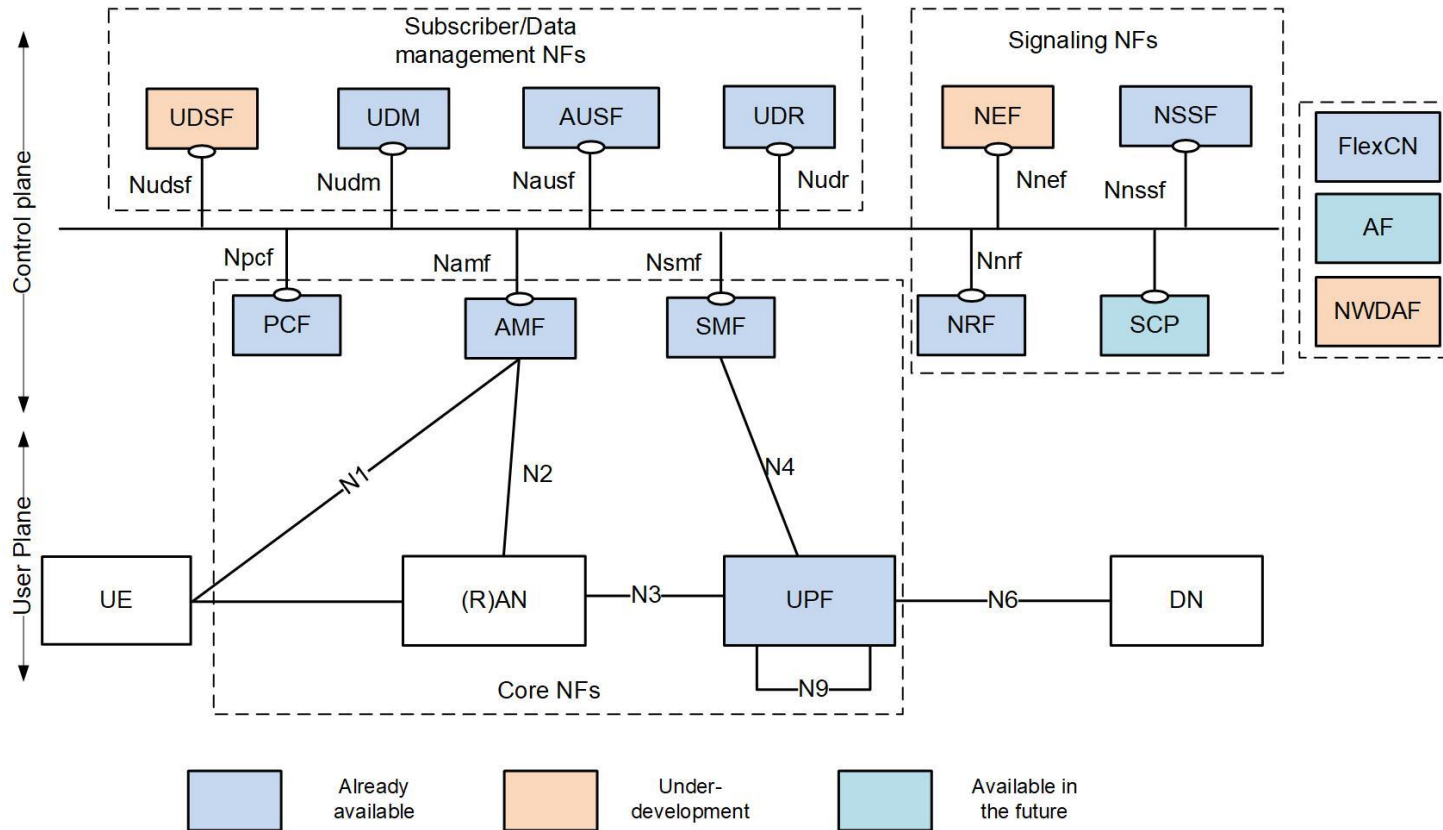 Subscriber/Data
management NFs
Signaling NFs
UDSF
UDM
AUSF
UDR
NEF
NSSF
FlexCN
Nudsf
Nudm
Nausf
Nudr
Nnef
Nnssf
AF
Control plane
Npcf
Namf
Nsmf
Nnrf
NWDAF
PCF
AMF
SMF
NRF
SCP
N1
N2
N4
User Plane
UE
(R)AN
N3
UPF
N6
DN
N9
Core NFs
Already
available
Under-
development
Available in
the future